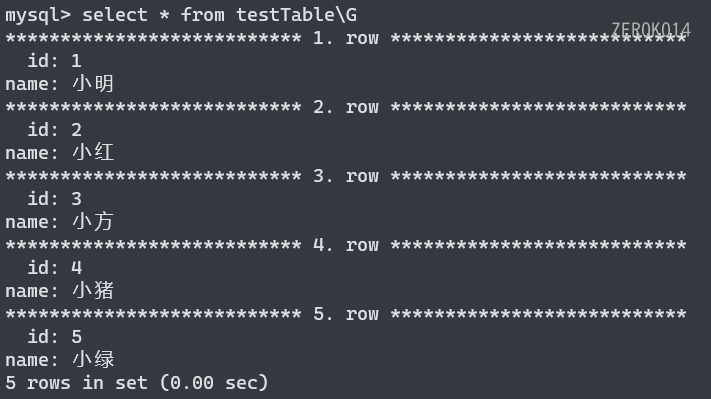 mysql> select * from testTable\G
ZEROKO14
*************************** 1. row ***************************
id: 1
name: 小明
*************************** 2. row ***************************
id: 2
name: 小红
*************************** 3. row ***************************
id: 3
name: 小方
*************************** 4. row ***************************
id: 4
name: 小猪
*************************** 5. row ***************************
id: 5
name: 小绿
5 rows in set (0.00 sec)